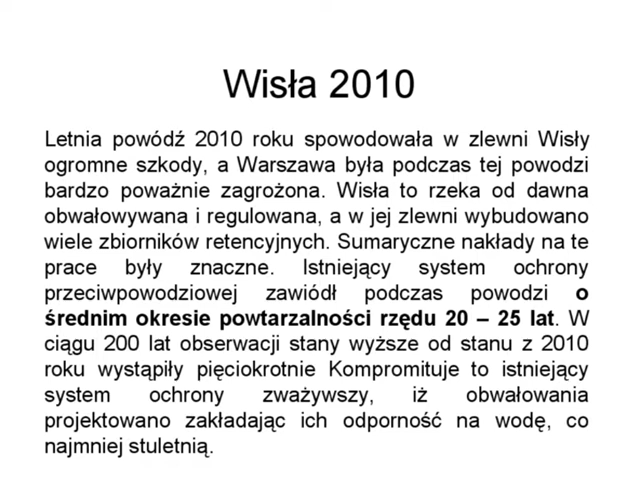 Wisła 2010
Letnia powódź 2010 roku spowodowała w zlewni Wisły
ogromne szkody, a Warszawa była podczas tej powodzi
bardzo poważnie zagrożona. Wisła to rzeka od dawna
obwałowywana i regulowana, a w jej zlewni wybudowano
wiele zbiorników retencyjnych. Sumaryczne nakłady na te
prace były znaczne. Istniejący system ochrony
przeciwpowodziowej zawiódł podczas powodzi o
średnim okresie powtarzalności rzędu 20 – 25 lat. W
ciągu 200 lat obserwacji stany wyższe od stanu z 2010
roku wystąpiły pięciokrotnie Kompromituje to istniejący
system ochrony zważywszy, iż obwałowania
projektowano zakładając ich odporność na wodę, co
najmniej stuletnią.